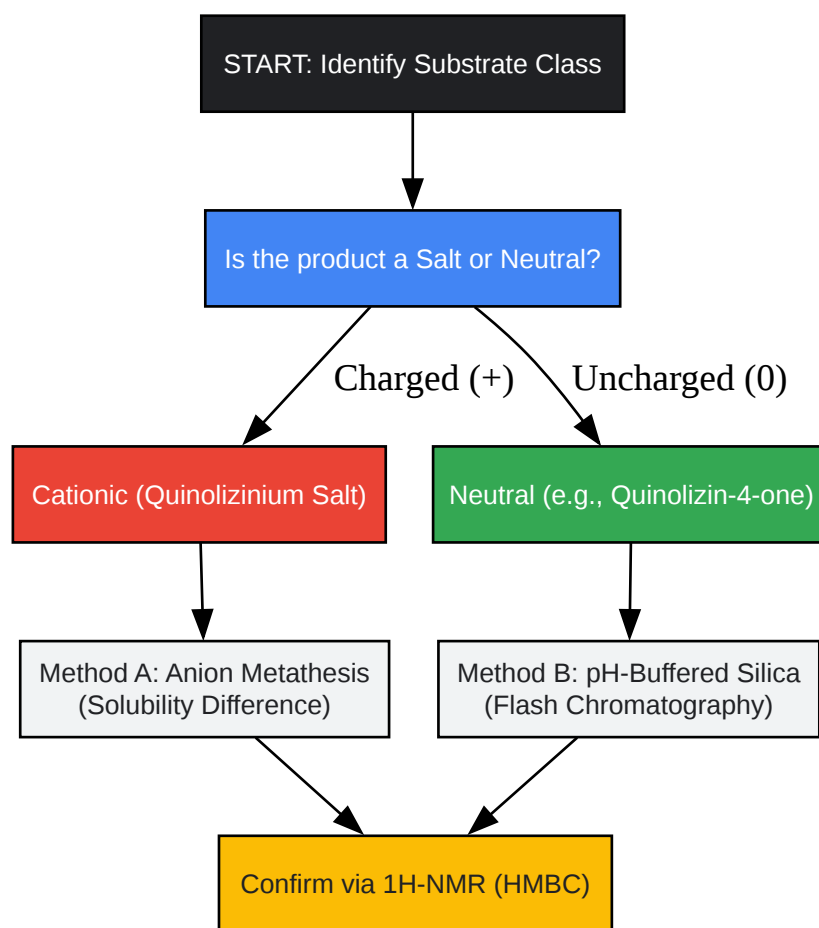 START: Identify Substrate Class
Is the product a Salt or Neutral?
Charged (+)
Uncharged (0)
Cationic (Quinolizinium Salt)
Neutral (e.g., Quinolizin-4-one)
Method A: Anion Metathesis
(Solubility Difference)
Method B: pH-Buffered Silica
(Flash Chromatography)
Confirm via 1H-NMR (HMBC)